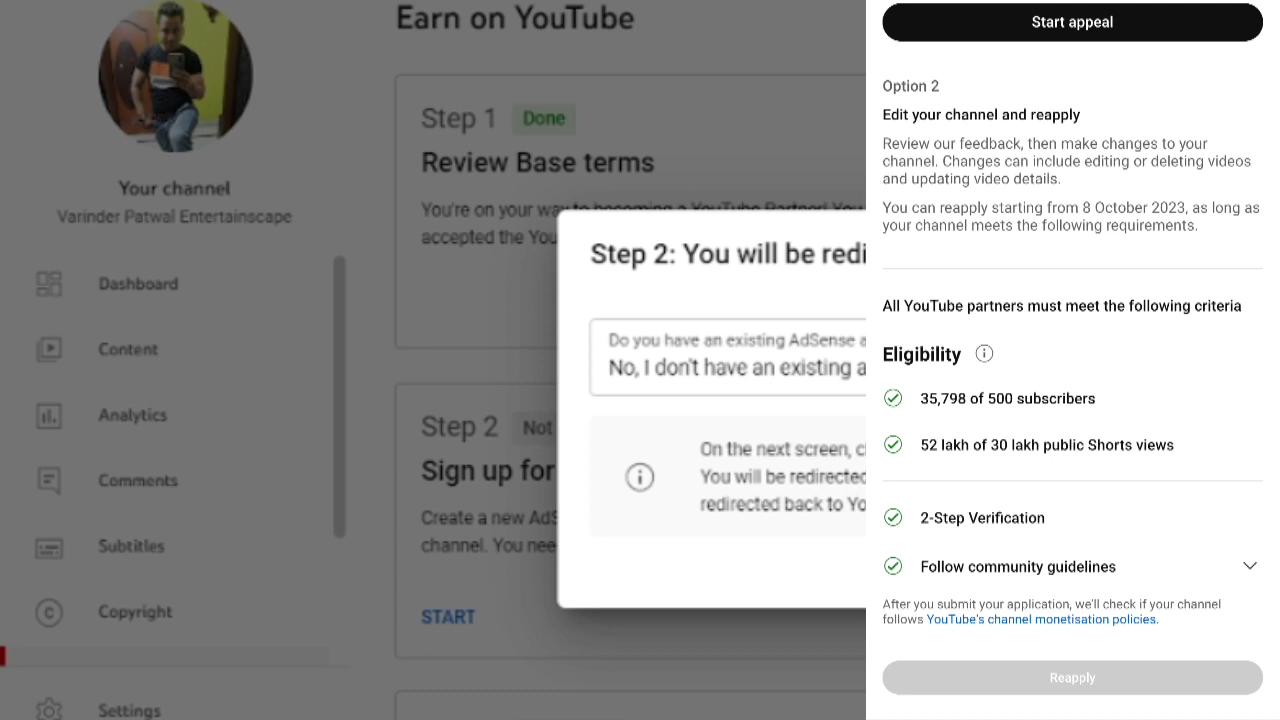 Your channel
Varinder Patwal Entertainscape
Dashboard
Content
Analytics
Comments
Subtitles
Copyright
Settings
Earn on YouTube
Step 1 Done
Review Base terms
You're on your way to becoming a YouTube Partner! You
accepted the You
Step 2 Not
Sign up for
Create a new AdS
channel. You nee
START
Step 2: You will be redi
Do you have an existing AdSense a
No, I don't have an existing a
On the next screen, c
You will be redirected
redirected back to Yo
Start appeal
Option 2
Edit your channel and reapply
Review our feedback, then make changes to your
channel. Changes can include editing or deleting videos
and updating video details.
You can reapply starting from 8 October 2023, as long as
your channel meets the following requirements.
All YouTube partners must meet the following criteria
Eligibility
35,798 of 500 subscribers
52 lakh of 30 lakh public Shorts views
2-Step Verification
Follow community guidelines
After you submit your application, we'll check if your channel
follows YouTube's channel monetisation policies.
Reapply